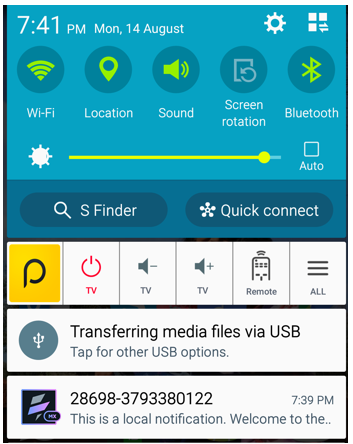 7:41 PM Mon, 14 August
Wi-Fi Location Sound Screen rotation Bluetooth
Auto
S Finder Quick connect
TV TV TV Remote ALL
Transferring media files via USB
Tap for other USB options.
28698-3793380122 7:39 PM
MX This is a local notification. Welcome to the..